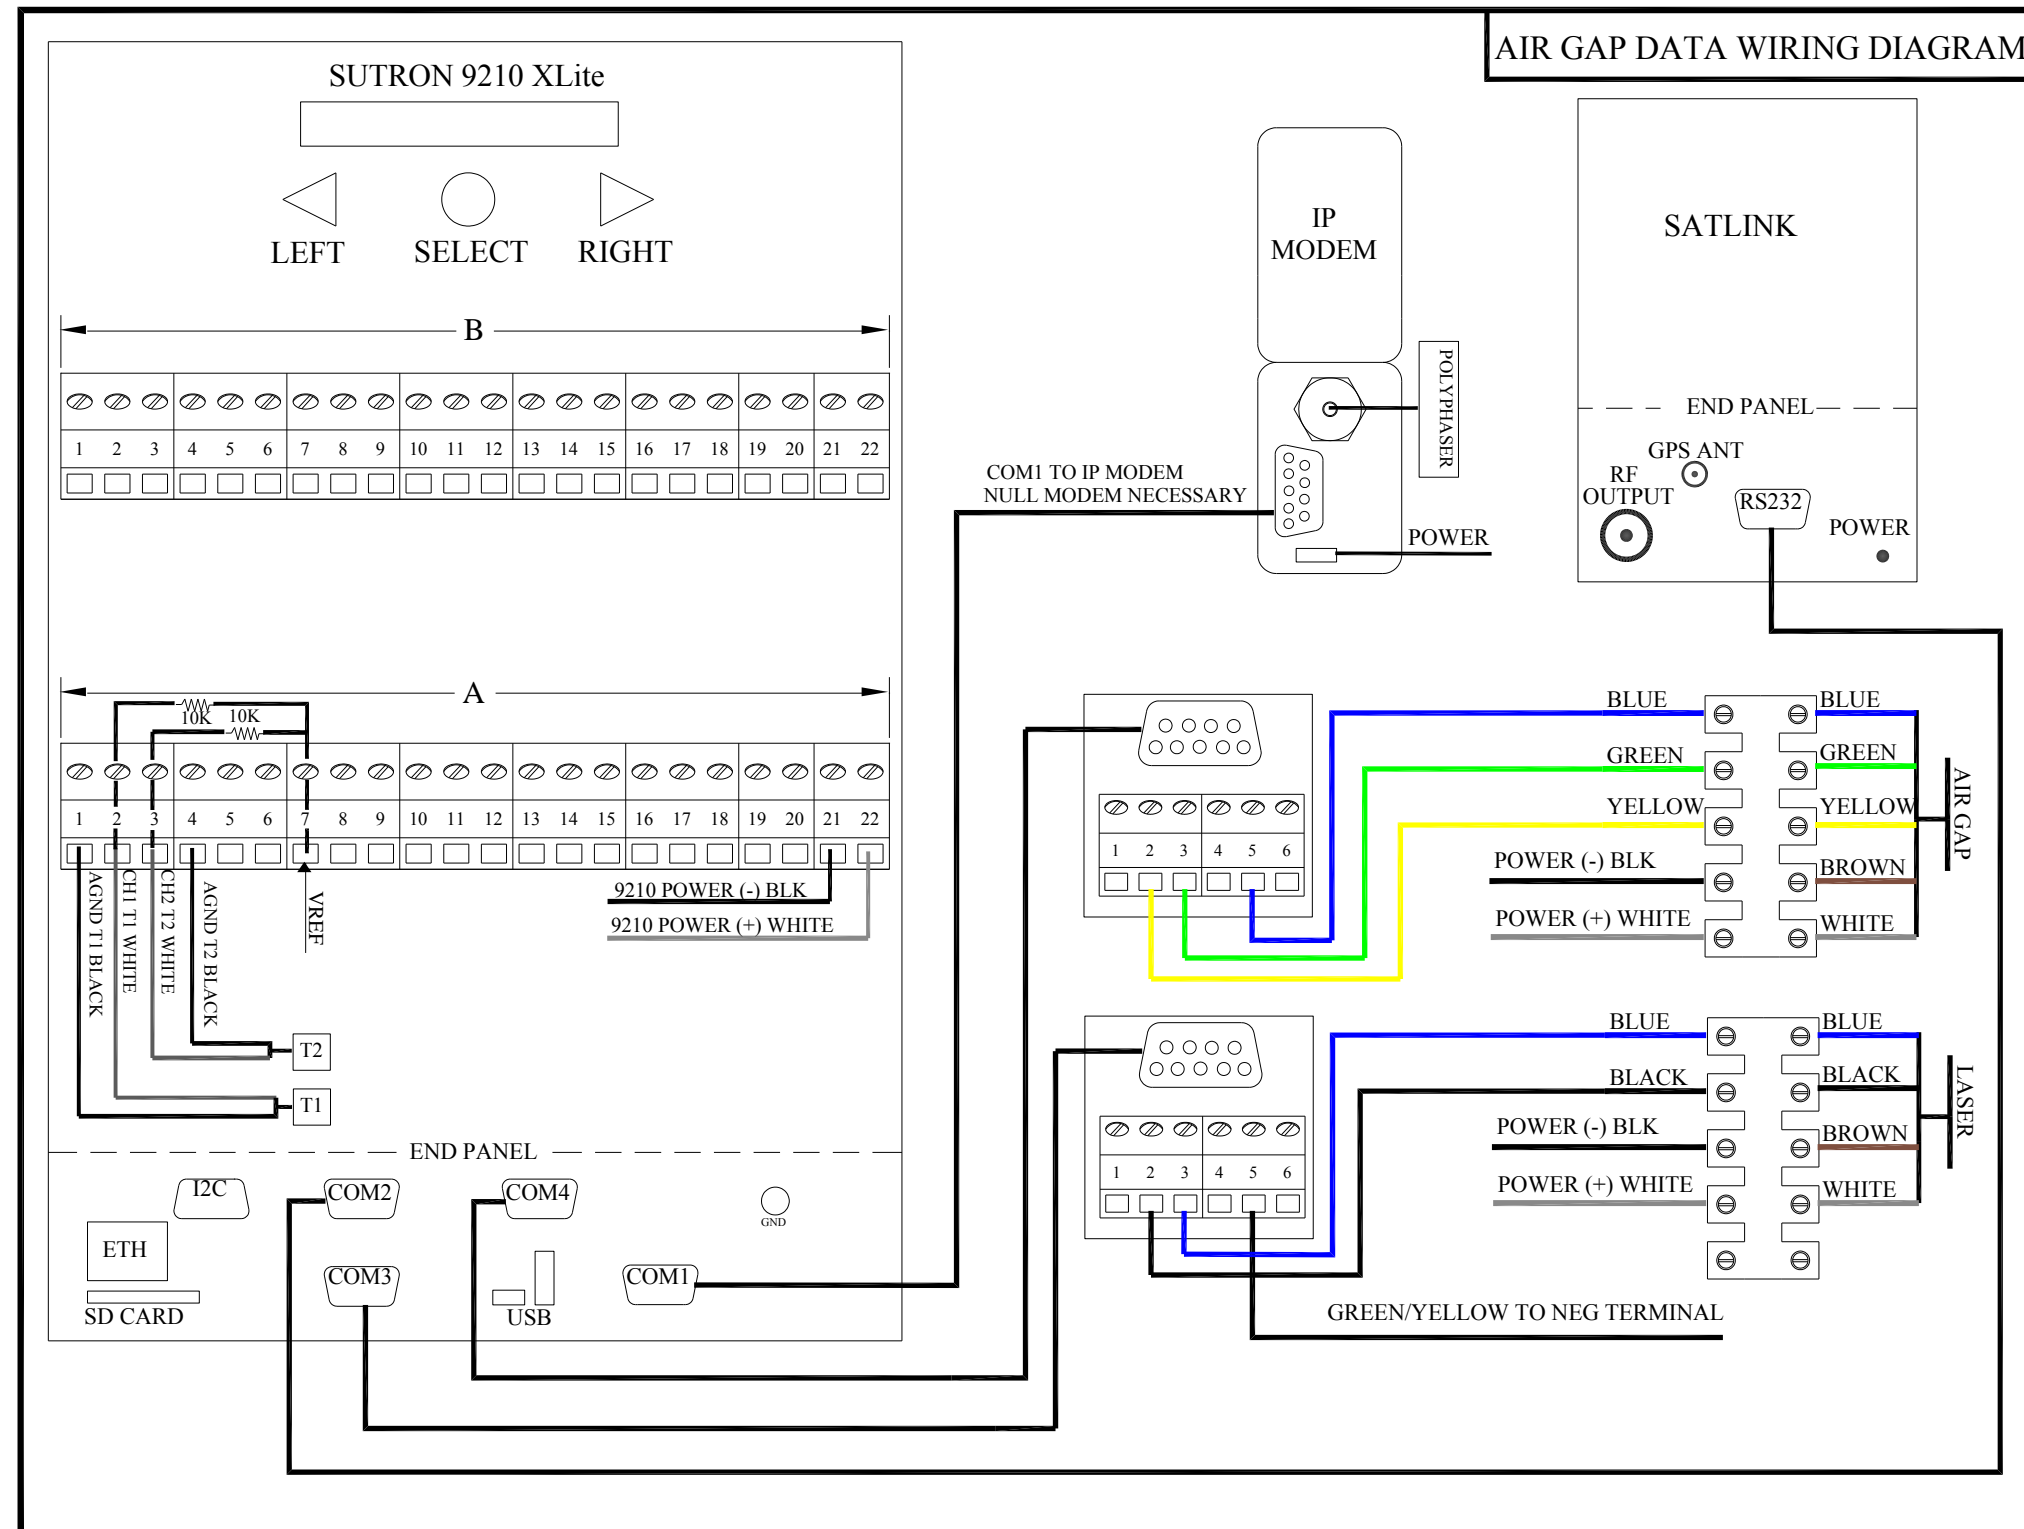 AIR GAP DATA WIRING DIAGRAM
SUTRON 9210 XLite
LEFT
SELECT
RIGHT
B
1 2 3 4 5 6 7 8 9 10 11 12 13 14 15 16 17 18 19 20 21 22
A
10K 10K
1 2 3 4 5 6 7 8 9 10 11 12 13 14 15 16 17 18 19 20 21 22
AGND T1 BLACK
CH1 T1 WHITE
CH2 T2 WHITE
AGND T2 BLACK
VREF
9210 POWER (-) BLK
9210 POWER (+) WHITE
T2
T1
END PANEL
I2C
COM2
COM4
GND
ETH
COM3
COM1
SD CARD
USB
IP
MODEM
POLYPHASER
COM1 TO IP MODEM
NULL MODEM NECESSARY
POWER
SATLINK
END PANEL
GPS ANT
RF
OUTPUT
RS232
POWER
1 2 3 4 5 6
BLUE
GREEN
YELLOW
POWER (-) BLK
POWER (+) WHITE
BLUE
GREEN
YELLOW
BROWN
WHITE
AIR GAP
1 2 3 4 5 6
BLUE
BLACK
POWER (-) BLK
POWER (+) WHITE
BLUE
BLACK
BROWN
WHITE
LASER
GREEN/YELLOW TO NEG TERMINAL